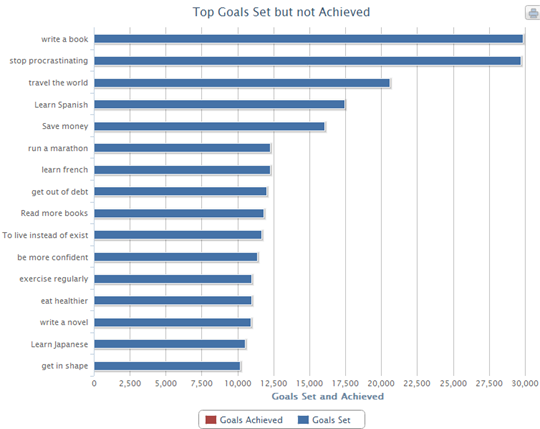 Top Goals Set but not Achieved
write a book
stop procrastinating
travel the world
Learn Spanish
Save money
run a marathon
learn french
get out of debt
Read more books
To live instead of exist
be more confident
exercise regularly
eat healthier
write a novel
Learn Japanese
get in shape
0 2,500 5,000 7,500 10,000 12,500 15,000 17,500 20,000 22,500 25,000 27,500 30,000
Goals Set and Achieved
Goals Achieved Goals Set